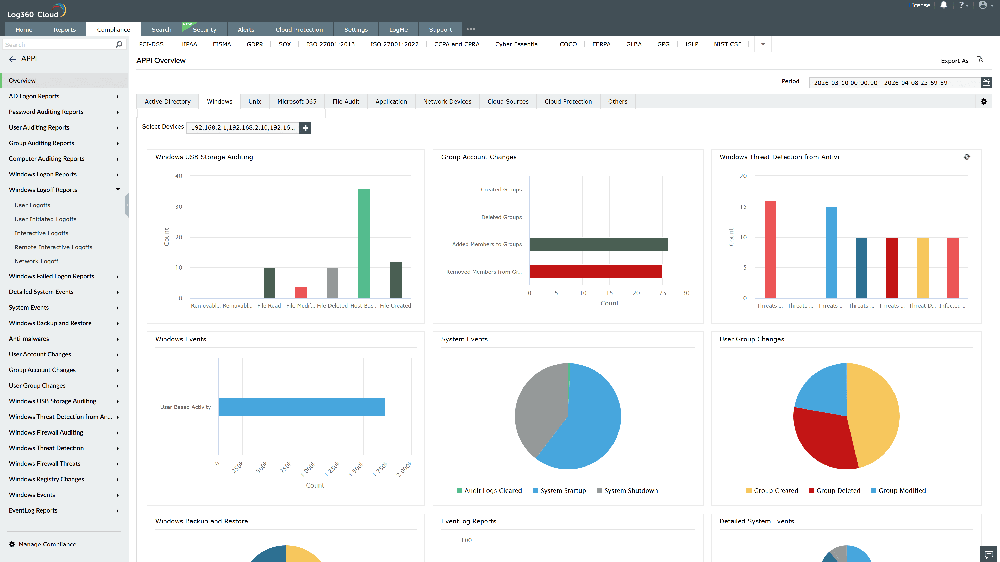 Log360 Cloud
License
?
Home
Reports
Compliance
Search
NEW
Security
Alerts
Cloud Protection
Settings
LogMe
Support
Search
PCI-DSS
HIPAA
FISMA
GDPR
SOX
ISO 27001:2013
ISO 27001:2022
CCPA and CPRA
Cyber Essentia...
COCO
FERPA
GLBA
GPG
ISLP
NIST CSF
APPI
Overview
AD Logon Reports
Password Auditing Reports
User Auditing Reports
Group Auditing Reports
Computer Auditing Reports
Windows Logon Reports
Windows Logoff Reports
User Logoffs
User Initiated Logoffs
Interactive Logoffs
Remote Interactive Logoffs
Network Logoff
Windows Failed Logon Reports
Detailed System Events
System Events
Windows Backup and Restore
Anti-malwares
User Account Changes
Group Account Changes
User Group Changes
Windows USB Storage Auditing
Windows Threat Detection from An...
Windows Firewall Auditing
Windows Threat Detection
Windows Firewall Threats
Windows Registry Changes
Windows Events
EventLog Reports
Manage Compliance
APPI Overview
Export As
Period
2026-03-10 00:00:00 - 2026-04-08 23:59:59
Active Directory
Windows
Unix
Microsoft 365
File Audit
Application
Network Devices
Cloud Sources
Cloud Protection
Others
Select Devices
192.168.2.1,192.168.2.10,192.16...
Windows USB Storage Auditing
40
30
20
10
0
Count
Removabl...
Removabl...
File Read
File Modif...
File Deleted
Host Bas...
File Created
Group Account Changes
Created Groups
Deleted Groups
Added Members to Groups
Removed Members from Gr...
0
5
10
15
20
25
30
Count
Windows Threat Detection from Antivi...
20
15
10
5
0
Count
Threats ...
Threats ...
Threats ...
Threats ...
Threats ...
Threat D...
Infected ...
Windows Events
User Based Activity
0
250k
500k
750k
1 000k
1 250k
1 500k
1 750k
2 000k
Count
System Events
Audit Logs Cleared
System Startup
System Shutdown
User Group Changes
Group Created
Group Deleted
Group Modified
Windows Backup and Restore
EventLog Reports
100
Detailed System Events